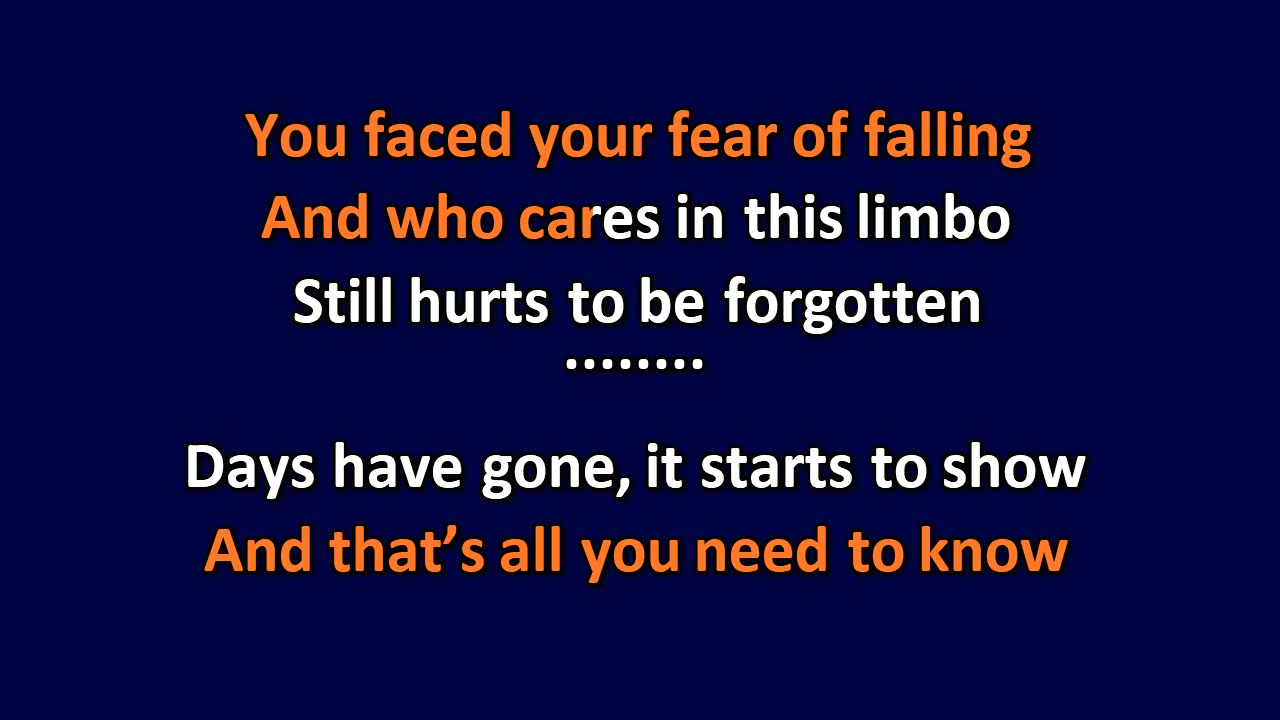 You faced your fear of falling
And who cares in this limbo
Still hurts to be forgotten
........
Days have gone, it starts to show
And that’s all you need to know